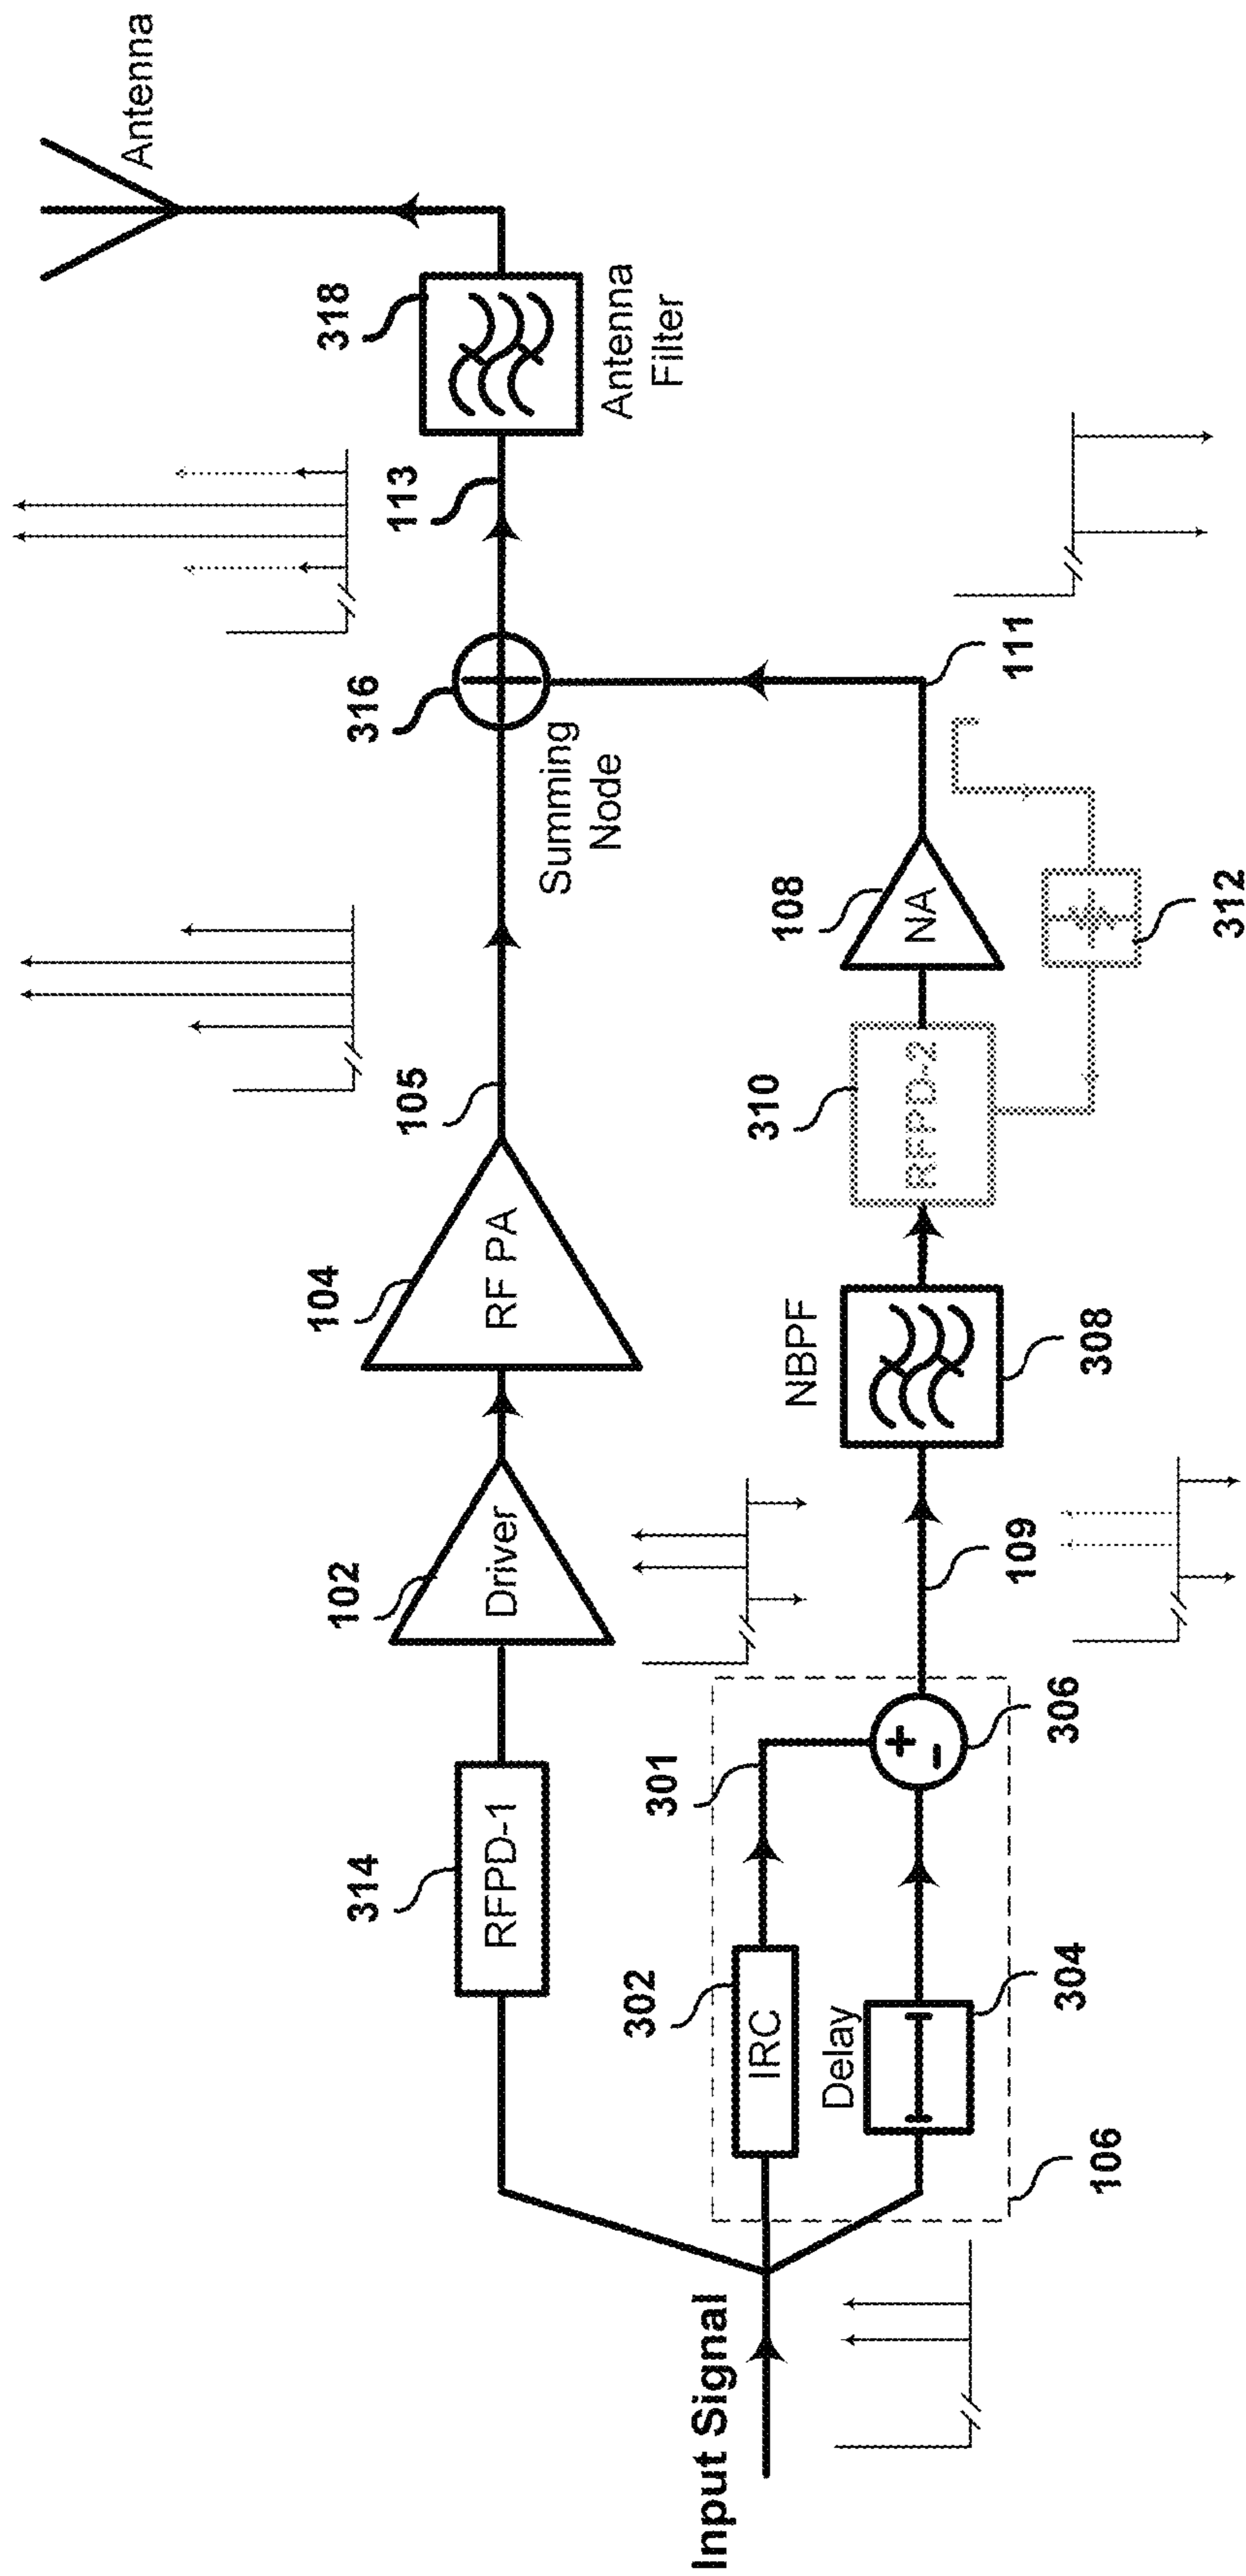 Input Signal
314
RFPD-1
102
Driver
104
RF PA
105
316
Summing
Node
113
318
Antenna
Filter
Antenna
302
IRC
301
Delay
304
106
+
-
306
109
NBPF
308
310
RFPD-2
108
NA
312
111